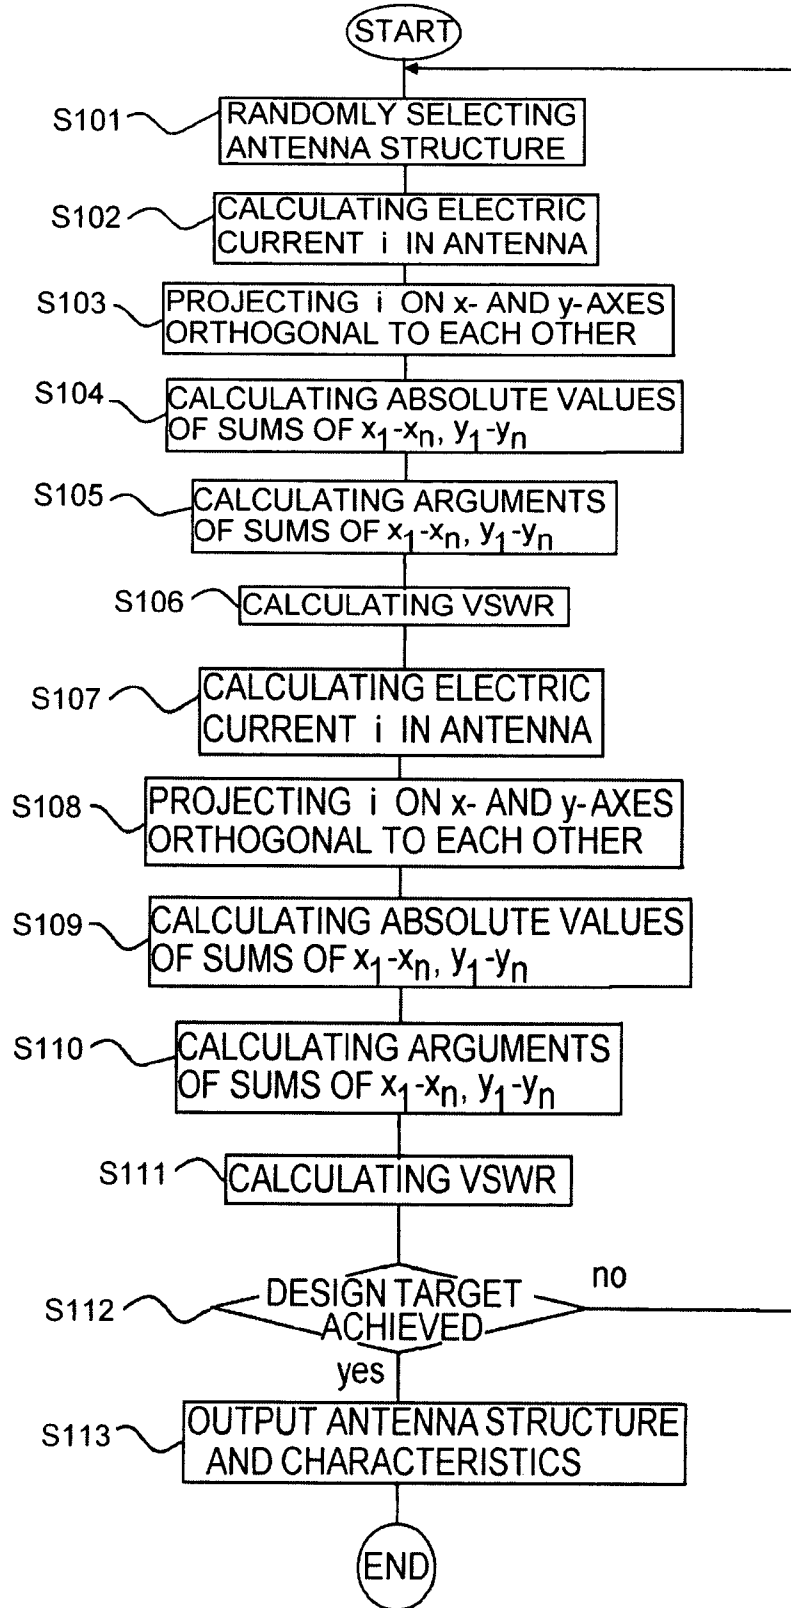 START
S101
RANDOMLY SELECTING
ANTENNA STRUCTURE
S102
CALCULATING ELECTRIC
CURRENT i IN ANTENNA
S103
PROJECTING i ON x- AND y-AXES
ORTHOGONAL TO EACH OTHER
S104
CALCULATING ABSOLUTE VALUES
OF SUMS OF x1-xn, y1-yn
S105
CALCULATING ARGUMENTS
OF SUMS OF x1-xn, y1-yn
S106
CALCULATING VSWR
S107
CALCULATING ELECTRIC
CURRENT i IN ANTENNA
S108
PROJECTING i ON x- AND y-AXES
ORTHOGONAL TO EACH OTHER
S109
CALCULATING ABSOLUTE VALUES
OF SUMS OF x1-xn, y1-yn
S110
CALCULATING ARGUMENTS
OF SUMS OF x1-xn, y1-yn
S111
CALCULATING VSWR
S112
DESIGN TARGET
ACHIEVED
no
yes
S113
OUTPUT ANTENNA STRUCTURE
AND CHARACTERISTICS
END